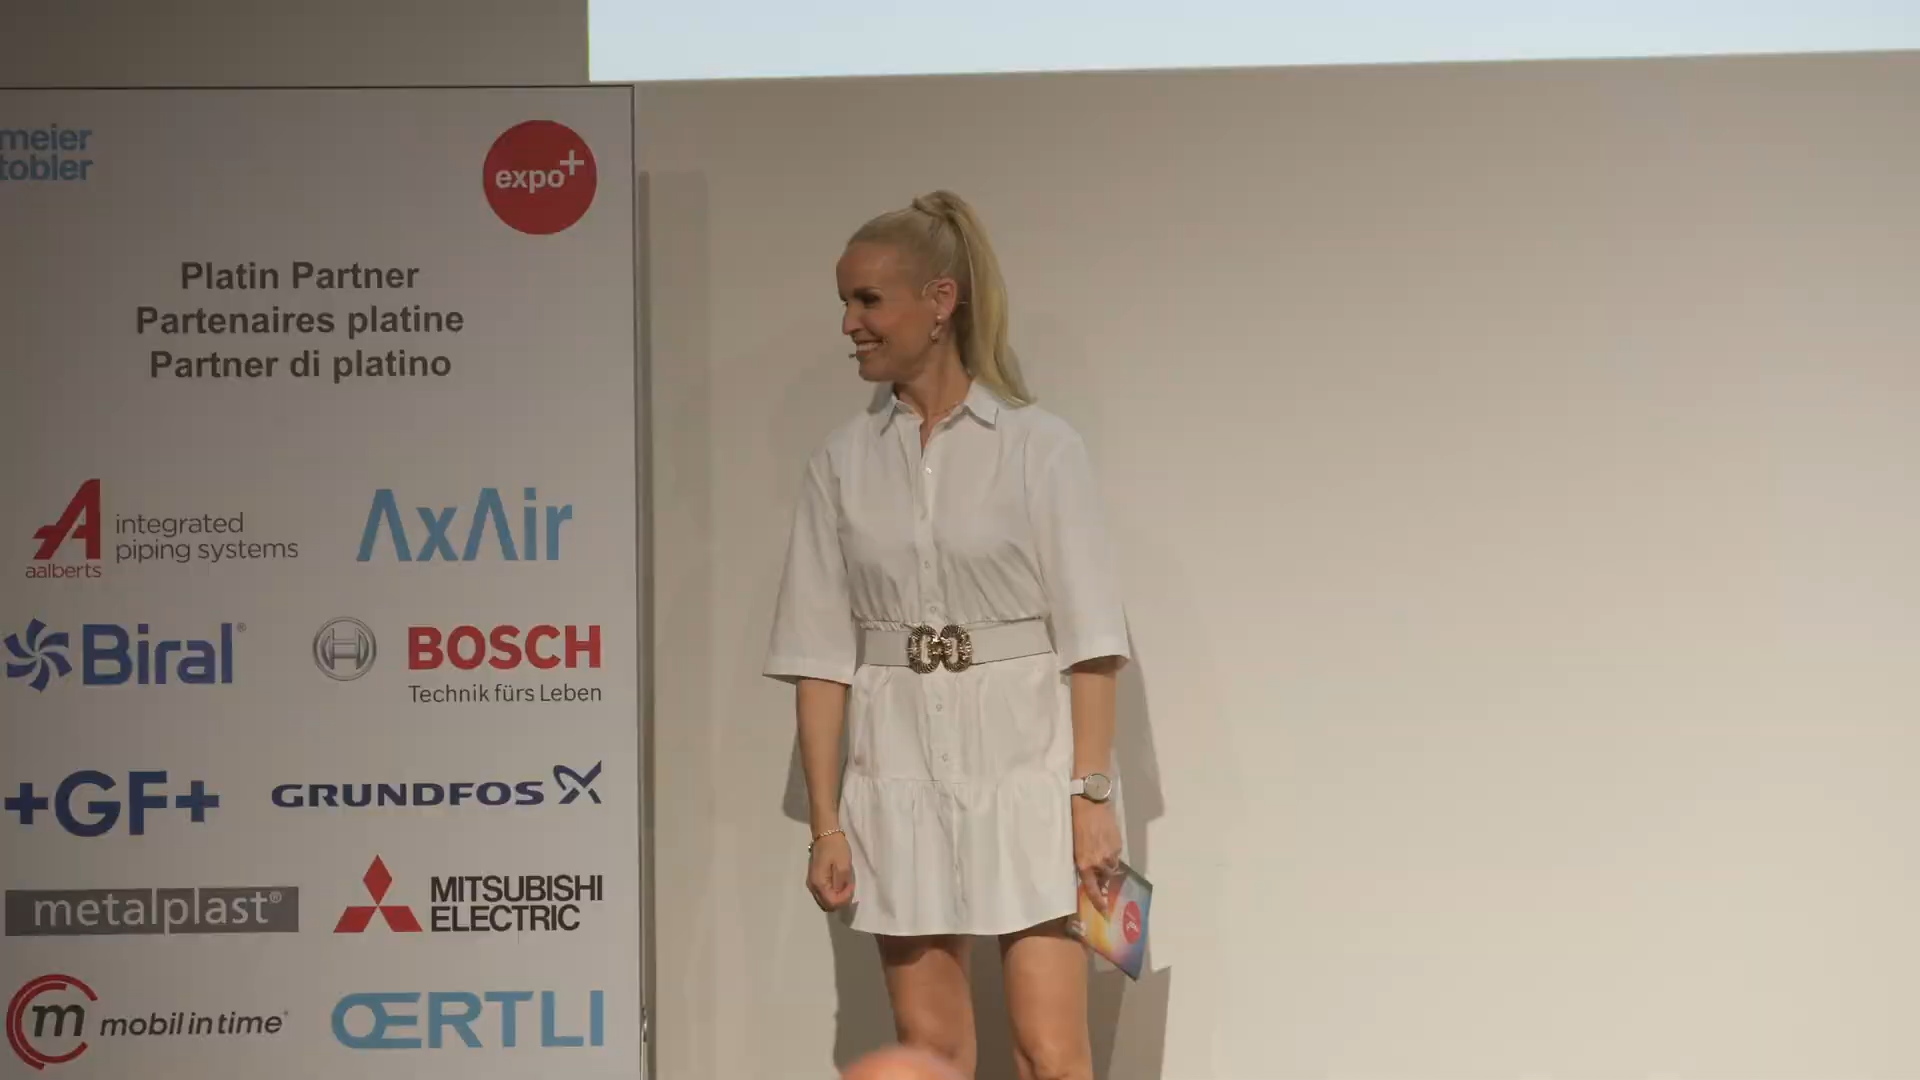 meier
tobler
expo+
Platin Partner
Partenaires platine
Partner di platino
A
aalberts
integrated
piping systems
AxAir
Biral®
BOSCH
Technik fürs Leben
+GF+
GRUNDFOS
metalplast®
MITSUBISHI
ELECTRIC
m
mobil in time®
ŒRTLI